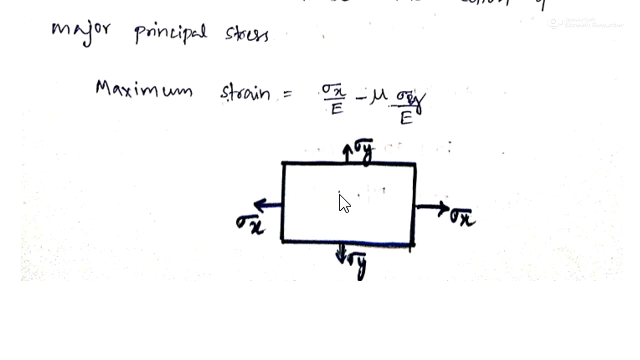 major principal stress
Maximum strain = σx/E - μ σy/E
σy
σx
σx
σy